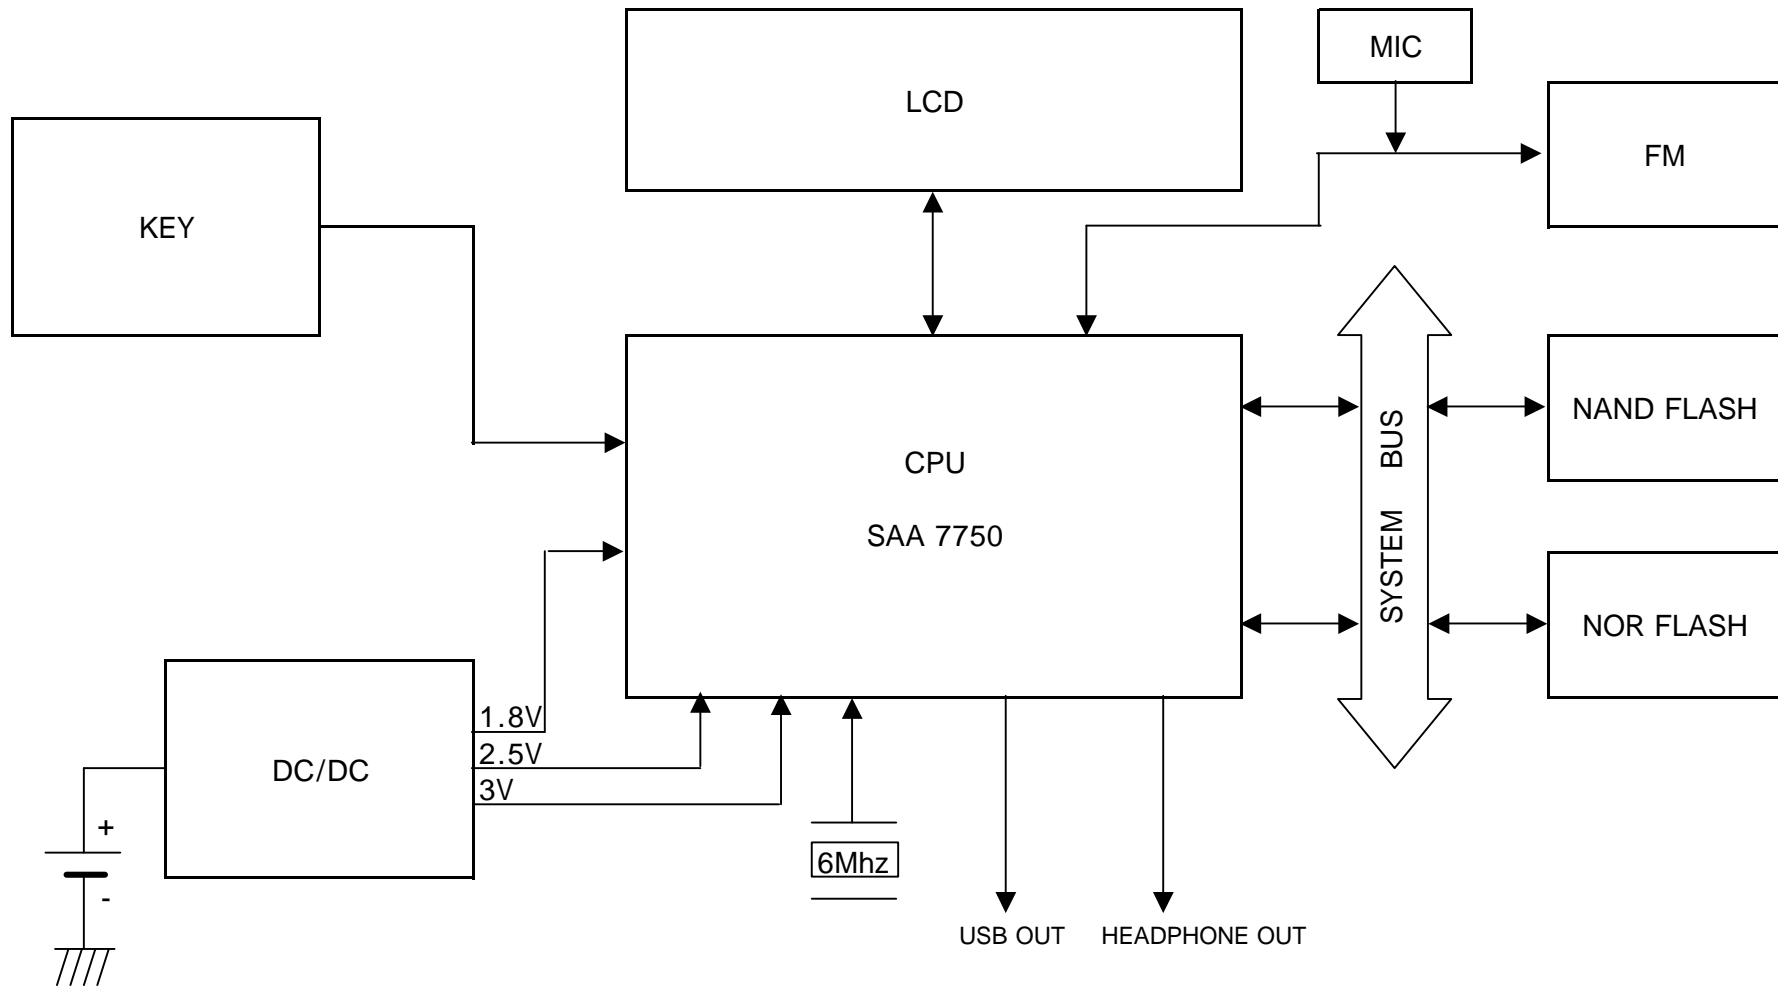 MIC
LCD
FM
KEY
NAND FLASH
CPU
SAA 7750
SYSTEM BUS
NOR FLASH
1.8V
2.5V
3V
DC/DC
+
6Mhz
-
USB OUT
HEADPHONE OUT